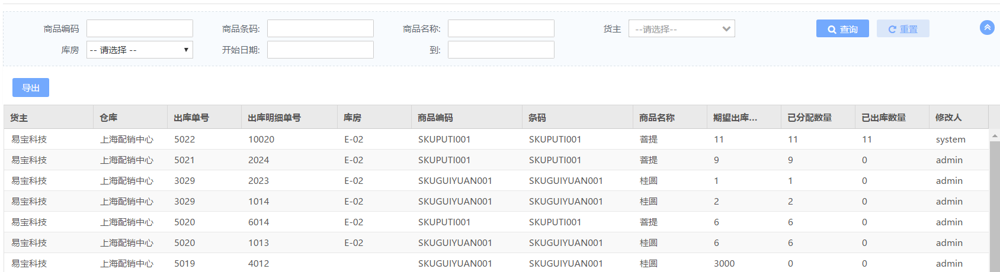 商品编码 商品条码: 商品名称: 货主 --请选择-- 查询 重置
库房 -- 请选择 -- 开始日期: 到:
导出
货主 仓库 出库单号 出库明细单号 库房 商品编码 条码 商品名称 期望出库... 已分配数量 已出库数量 修改人
易宝科技 上海配销中心 5022 10020 E-02 SKUPUTI001 SKUPUTI001 菩提 11 11 11 system
易宝科技 上海配销中心 5021 2024 E-02 SKUPUTI001 SKUPUTI001 菩提 9 9 0 admin
易宝科技 上海配销中心 3029 2023 E-02 SKUGUIYUAN001 SKUGUIYUAN001 桂圆 1 1 0 admin
易宝科技 上海配销中心 3029 1014 E-02 SKUGUIYUAN001 SKUGUIYUAN001 桂圆 2 2 0 admin
易宝科技 上海配销中心 5020 6014 E-02 SKUPUTI001 SKUPUTI001 菩提 6 6 0 admin
易宝科技 上海配销中心 5020 1013 E-02 SKUGUIYUAN001 SKUGUIYUAN001 桂圆 6 6 0 admin
易宝科技 上海配销中心 5019 4012 SKUGUIYUAN001 SKUGUIYUAN001 桂圆 3000 0 0 admin